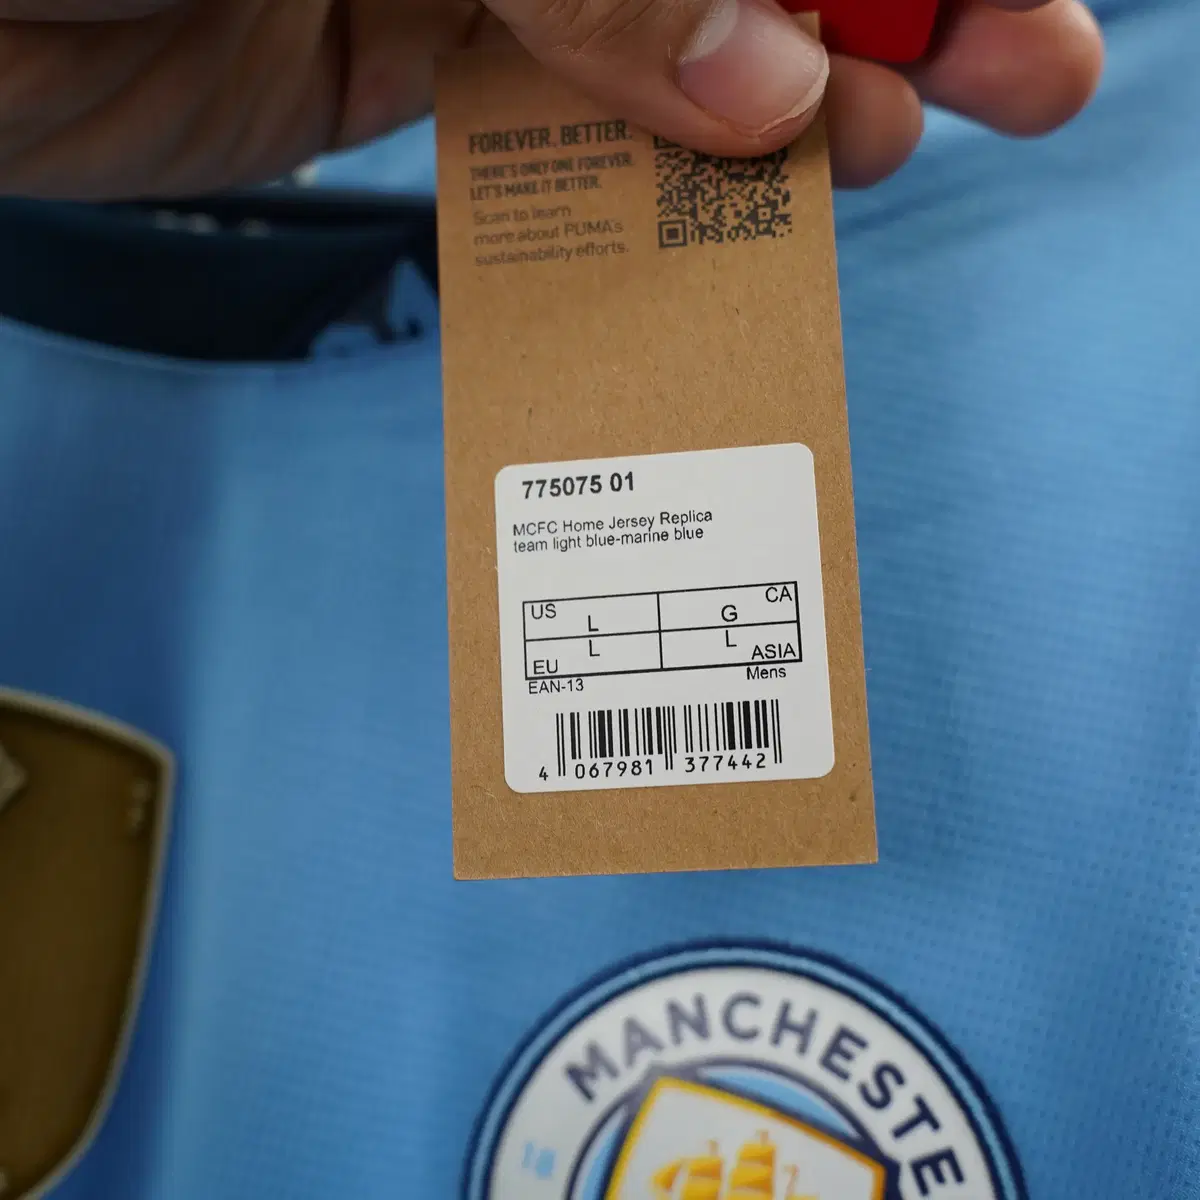 FOREVER. BETTER.
THERE'S ONLY ONE FOREVER.
LET'S MAKE IT BETTER.
Scan to learn
more about PUMA's
sustainability efforts.
775075 01
MCFC Home Jersey Replica
team light blue-marine blue
US L G CA
EU L L ASIA
EAN-13 Mens
4 067981 377442
MANCHESTE
18